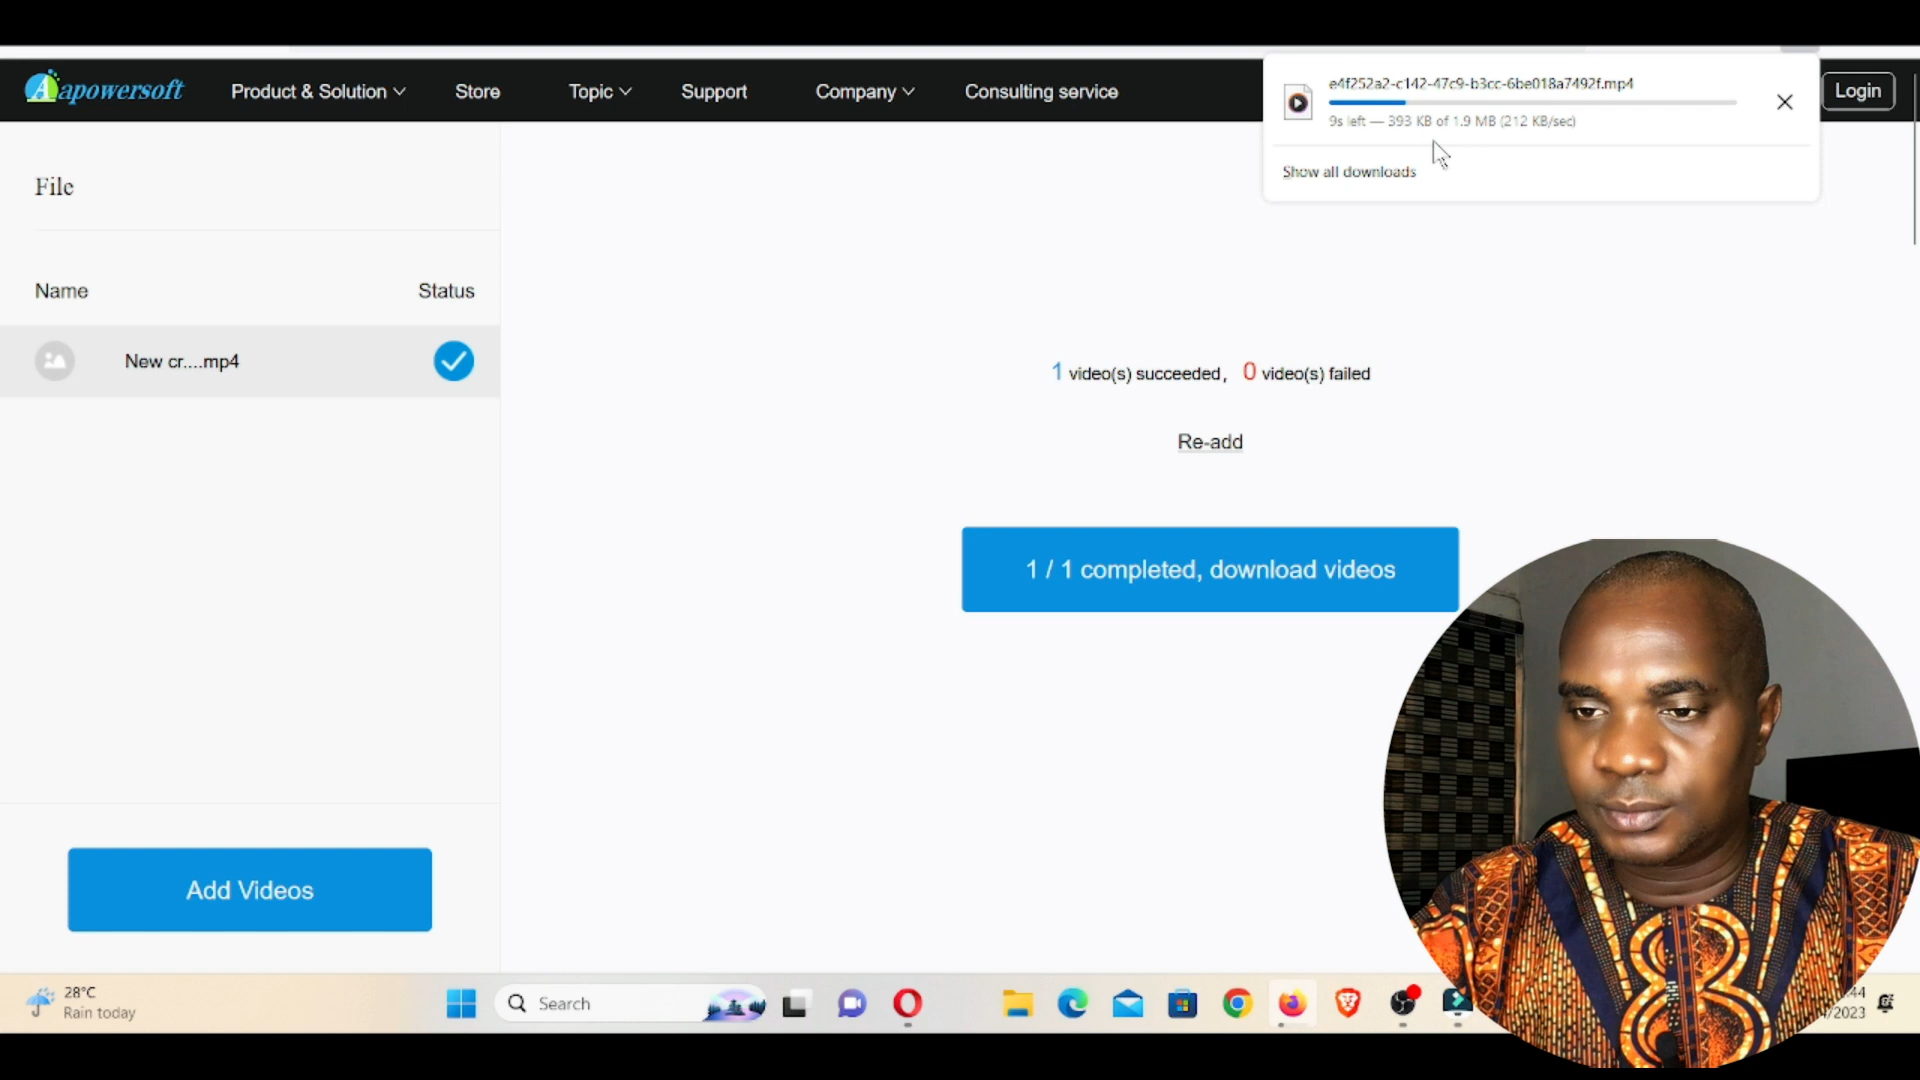 apowersoft
Product & Solution
Store
Topic
Support
Company
Consulting service
Login
e4f252a2-c142-47c9-b3cc-6be018a7492f.mp4
9s left — 393 KB of 1.9 MB (212 KB/sec)
Show all downloads
File
Name
Status
New cr....mp4
1 video(s) succeeded, 0 video(s) failed
Re-add
1 / 1 completed, download videos
Add Videos
28°C
Rain today
Search
:44
/2023